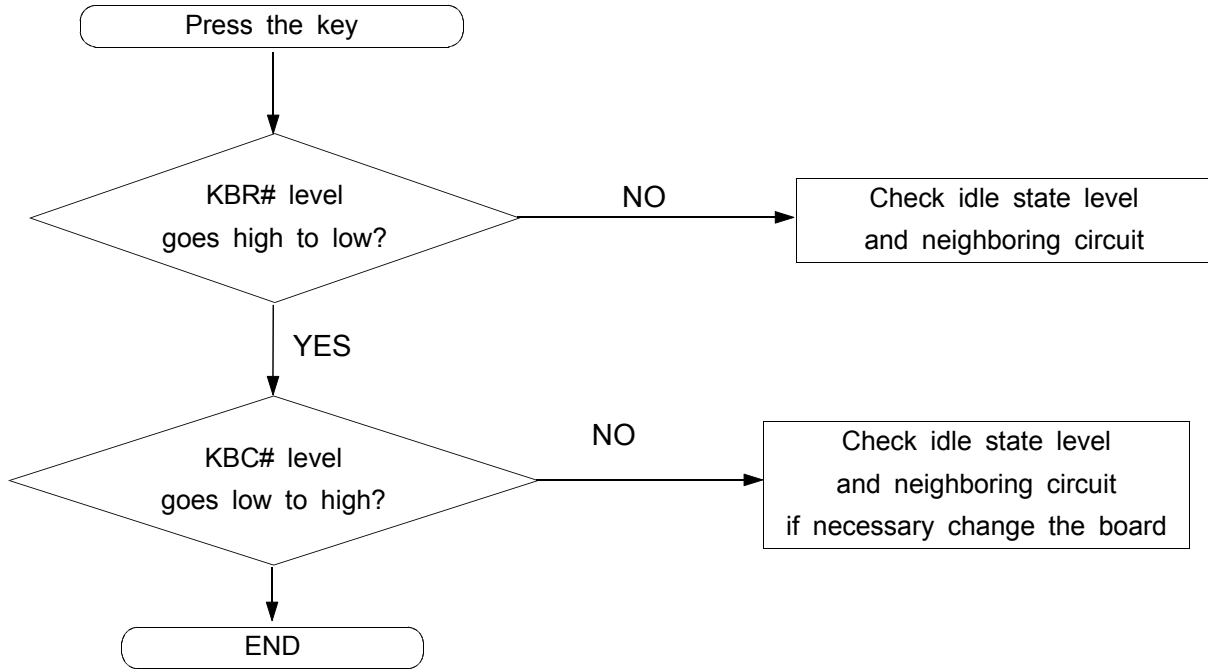 Press the key
KBR# level
goes high to low?
NO
Check idle state level
and neighboring circuit
YES
KBC# level
goes low to high?
NO
Check idle state level
and neighboring circuit
if necessary change the board
END